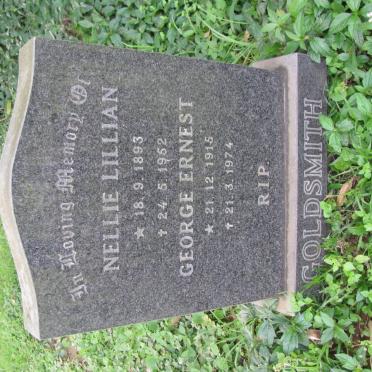 In Loving Memory Of
NELLIE LILLIAN
* 18.9.1893
† 24.5.1962
GEORGE ERNEST
* 21.12.1915
† 21.3.1974
R.I.P.
GOLDSMITH